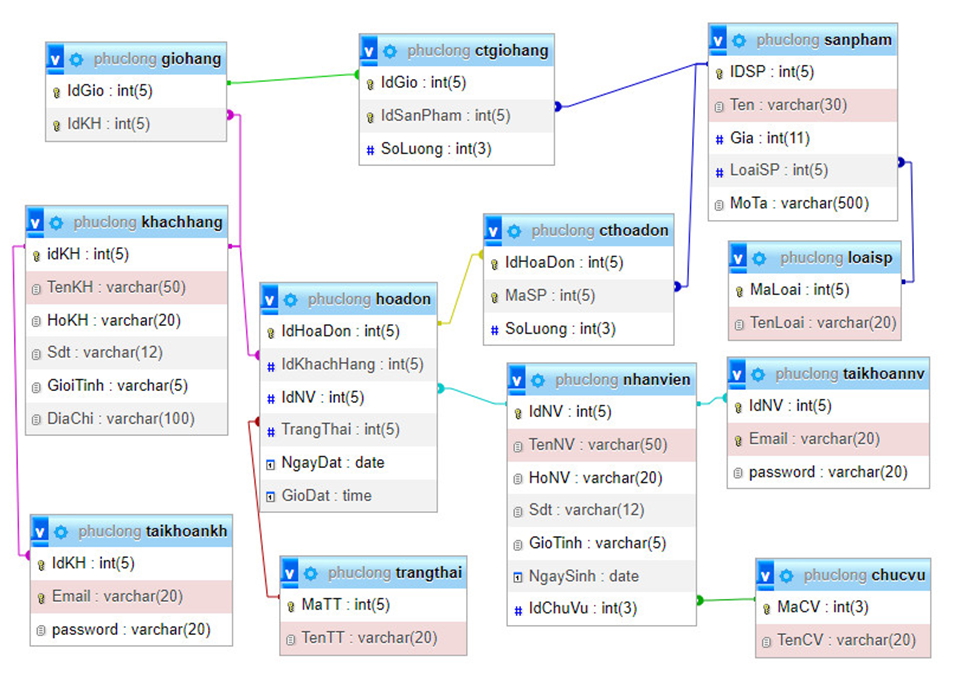 phuclong giohang
IdGio : int(5)
IdKH : int(5)
phuclong ctgiohang
IdGio : int(5)
IdSanPham : int(5)
SoLuong : int(3)
phuclong sanpham
IDSP : int(5)
Ten : varchar(30)
Gia : int(11)
LoaiSP : int(5)
MoTa : varchar(500)
phuclong khachhang
idKH : int(5)
TenKH : varchar(50)
HoKH : varchar(20)
Sdt : varchar(12)
GioiTinh : varchar(5)
DiaChi : varchar(100)
phuclong cthoadon
IdHoaDon : int(5)
MaSP : int(5)
SoLuong : int(3)
phuclong loaisp
MaLoai : int(5)
TenLoai : varchar(20)
phuclong hoadon
IdHoaDon : int(5)
IdKhachHang : int(5)
IdNV : int(5)
TrangThai : int(5)
NgayDat : date
GioDat : time
phuclong nhanvien
IdNV : int(5)
TenNV : varchar(50)
HoNV : varchar(20)
Sdt : varchar(12)
GioTinh : varchar(5)
NgaySinh : date
IdChuVu : int(3)
phuclong taikhoannv
IdNV : int(5)
Email : varchar(20)
password : varchar(20)
phuclong taikhoankh
IdKH : int(5)
Email : varchar(20)
password : varchar(20)
phuclong trangthai
MaTT : int(5)
TenTT : varchar(20)
phuclong chucvu
MaCV : int(3)
TenCV : varchar(20)